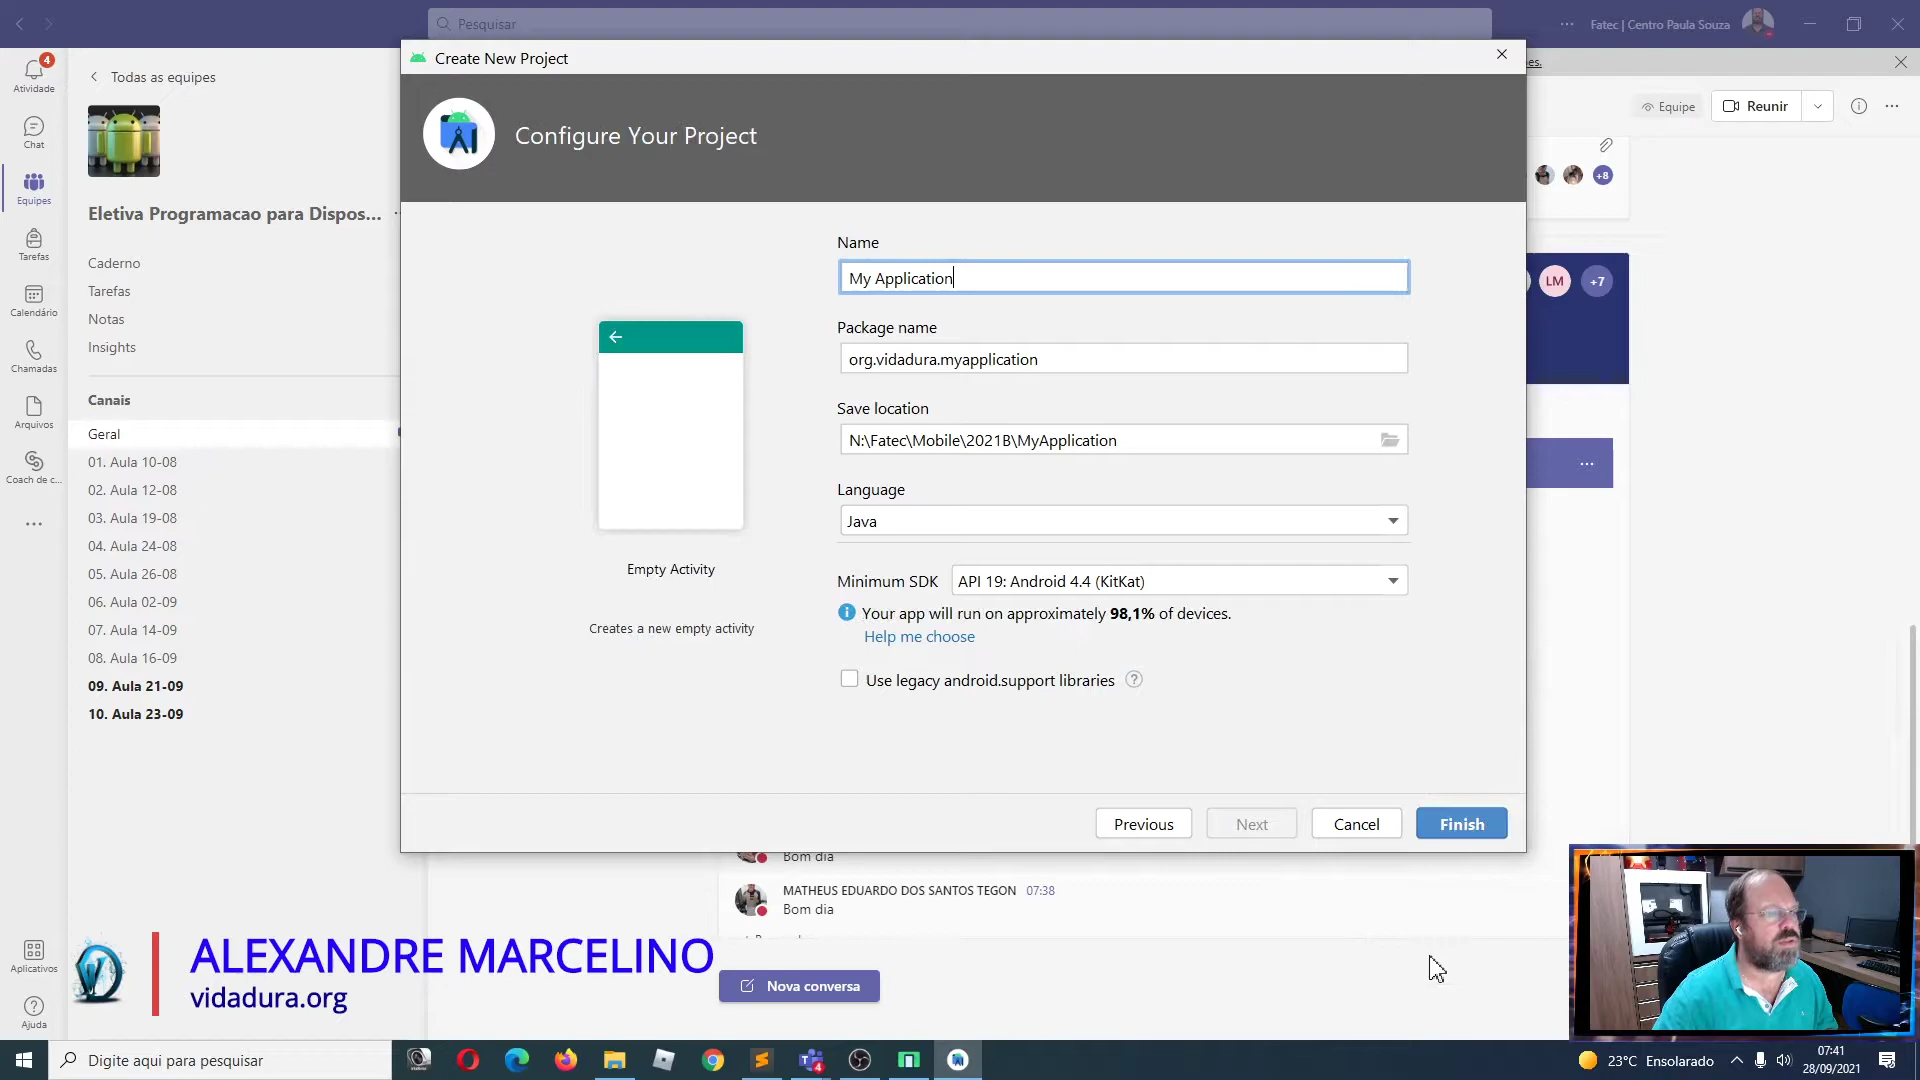 Pesquisar
Fatec | Centro Paula Souza
Create New Project
es.
4
Atividade
Chat
Equipes
Tarefas
Calendário
Chamadas
Arquivos
Coach de c...
Aplicativos
Ajuda
Todas as equipes
Eletiva Programacao para Dispos...
Caderno
Tarefas
Notas
Insights
Canais
Geral
01. Aula 10-08
02. Aula 12-08
03. Aula 19-08
04. Aula 24-08
05. Aula 26-08
06. Aula 02-09
07. Aula 14-09
08. Aula 16-09
09. Aula 21-09
10. Aula 23-09
Configure Your Project
Name
My Application
Package name
org.vidadura.myapplication
Save location
N:\Fatec\Mobile\2021B\MyApplication
Language
Java
Minimum SDK
API 19: Android 4.4 (KitKat)
Your app will run on approximately 98,1% of devices.
Help me choose
Use legacy android.support libraries
?
Empty Activity
Creates a new empty activity
Previous
Next
Cancel
Finish
Equipe
Reunir
+8
LM
+7
Bom dia
MATHEUS EDUARDO DOS SANTOS TEGON 07:38
Bom dia
Nova conversa
ALEXANDRE MARCELINO
vidadura.org
Digite aqui para pesquisar
4
23°C Ensolarado
07:41
28/09/2021